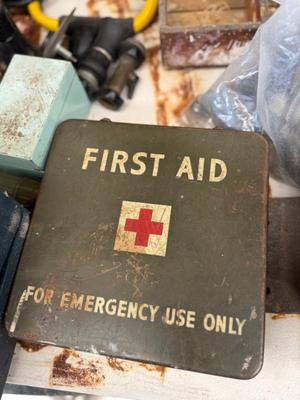 FIRST AID
FOR EMERGENCY USE ONLY